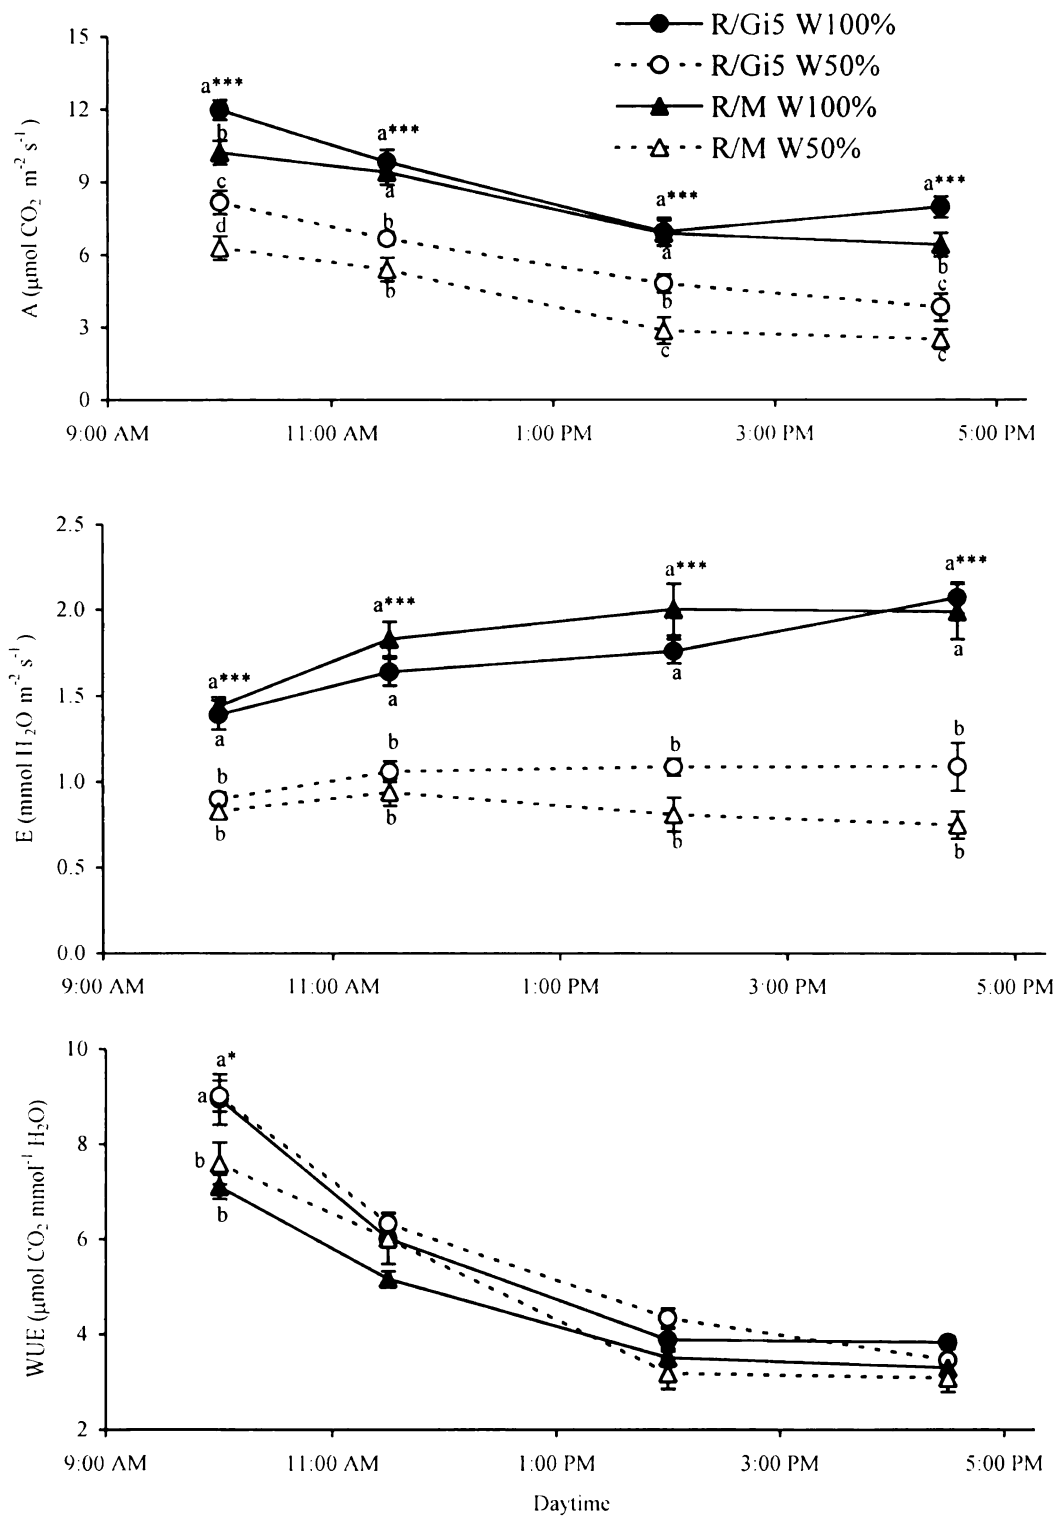 R/Gi5 W100%
R/Gi5 W50%
R/M W100%
R/M W50%
A (μmol CO₂ m⁻² s⁻¹)
15
12
9
6
3
0
a***
b
c
d
a***
a
b
b
a***
a
b
c
a***
b
c
c
9:00 AM 11:00 AM 1:00 PM 3:00 PM 5:00 PM
E (mmol H₂O m⁻² s⁻¹)
2.5
2.0
1.5
1.0
0.5
0.0
a***
a
b
b
a***
a
b
b
a***
a
b
b
a***
a
b
b
9:00 AM 11:00 AM 1:00 PM 3:00 PM 5:00 PM
WUE (μmol CO₂ mmol⁻¹ H₂O)
10
8
6
4
2
a*
a
b
b
9:00 AM 11:00 AM 1:00 PM 3:00 PM 5:00 PM
Daytime